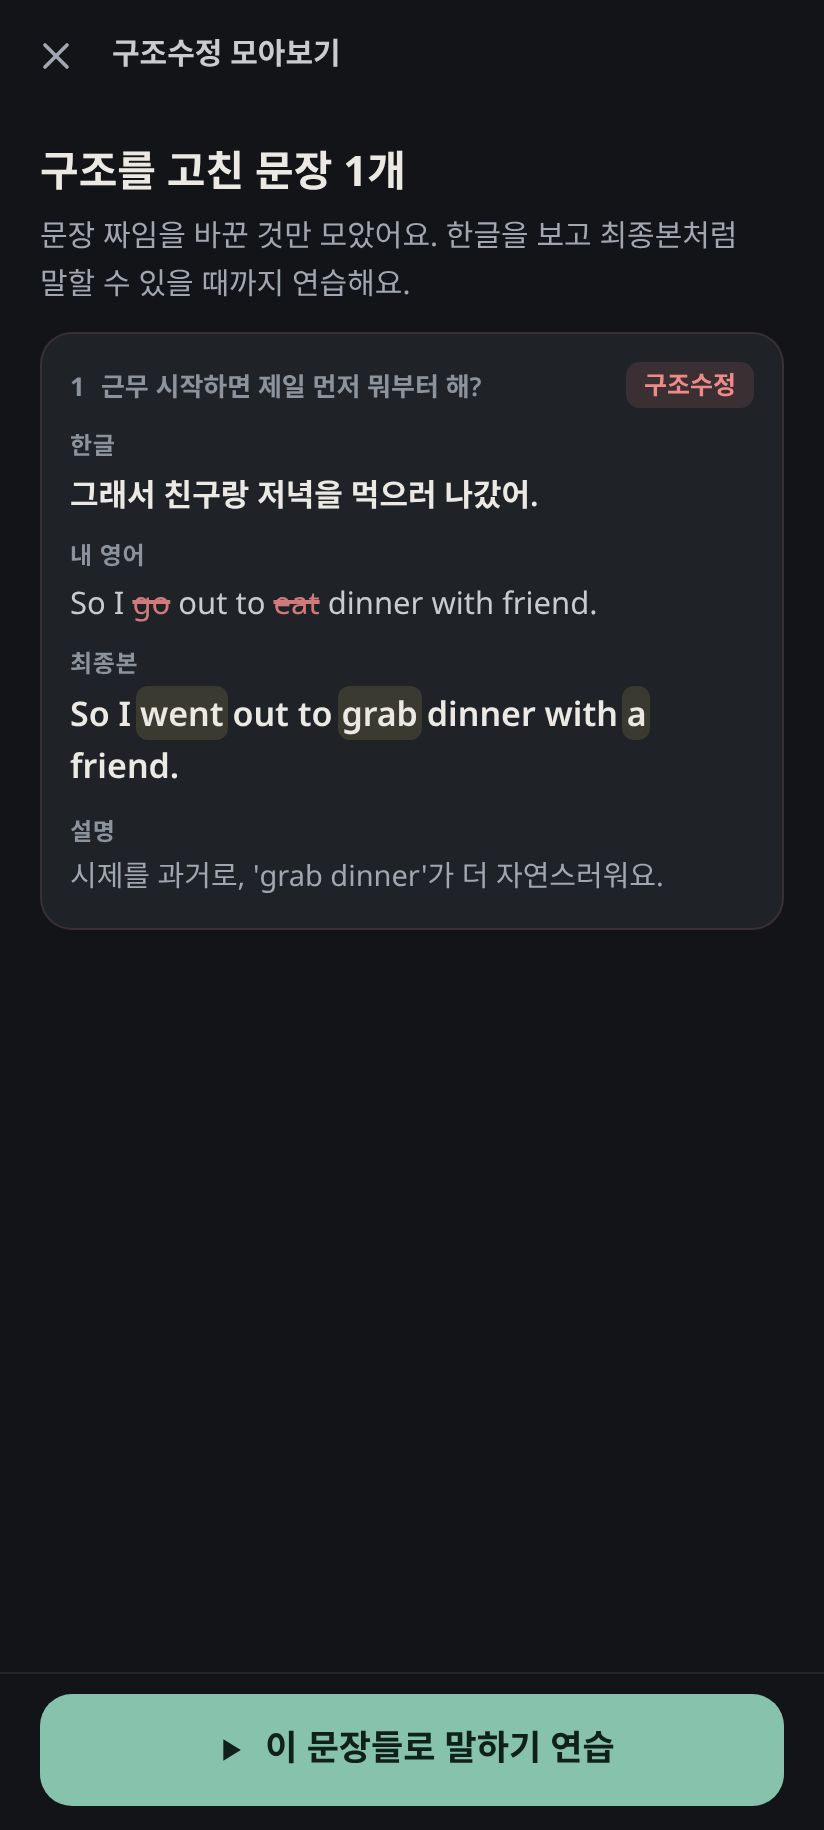 구조수정 모아보기
구조를 고친 문장 1개
문장 짜임을 바꾼 것만 모았어요. 한글을 보고 최종본처럼
말할 수 있을 때까지 연습해요.
1 근무 시작하면 제일 먼저 뭐부터 해? 구조수정
한글
그래서 친구랑 저녁을 먹으러 나갔어.
내 영어
So I go out to eat dinner with friend.
최종본
So I went out to grab dinner with a
friend.
설명
시제를 과거로, 'grab dinner'가 더 자연스러워요.
이 문장들로 말하기 연습